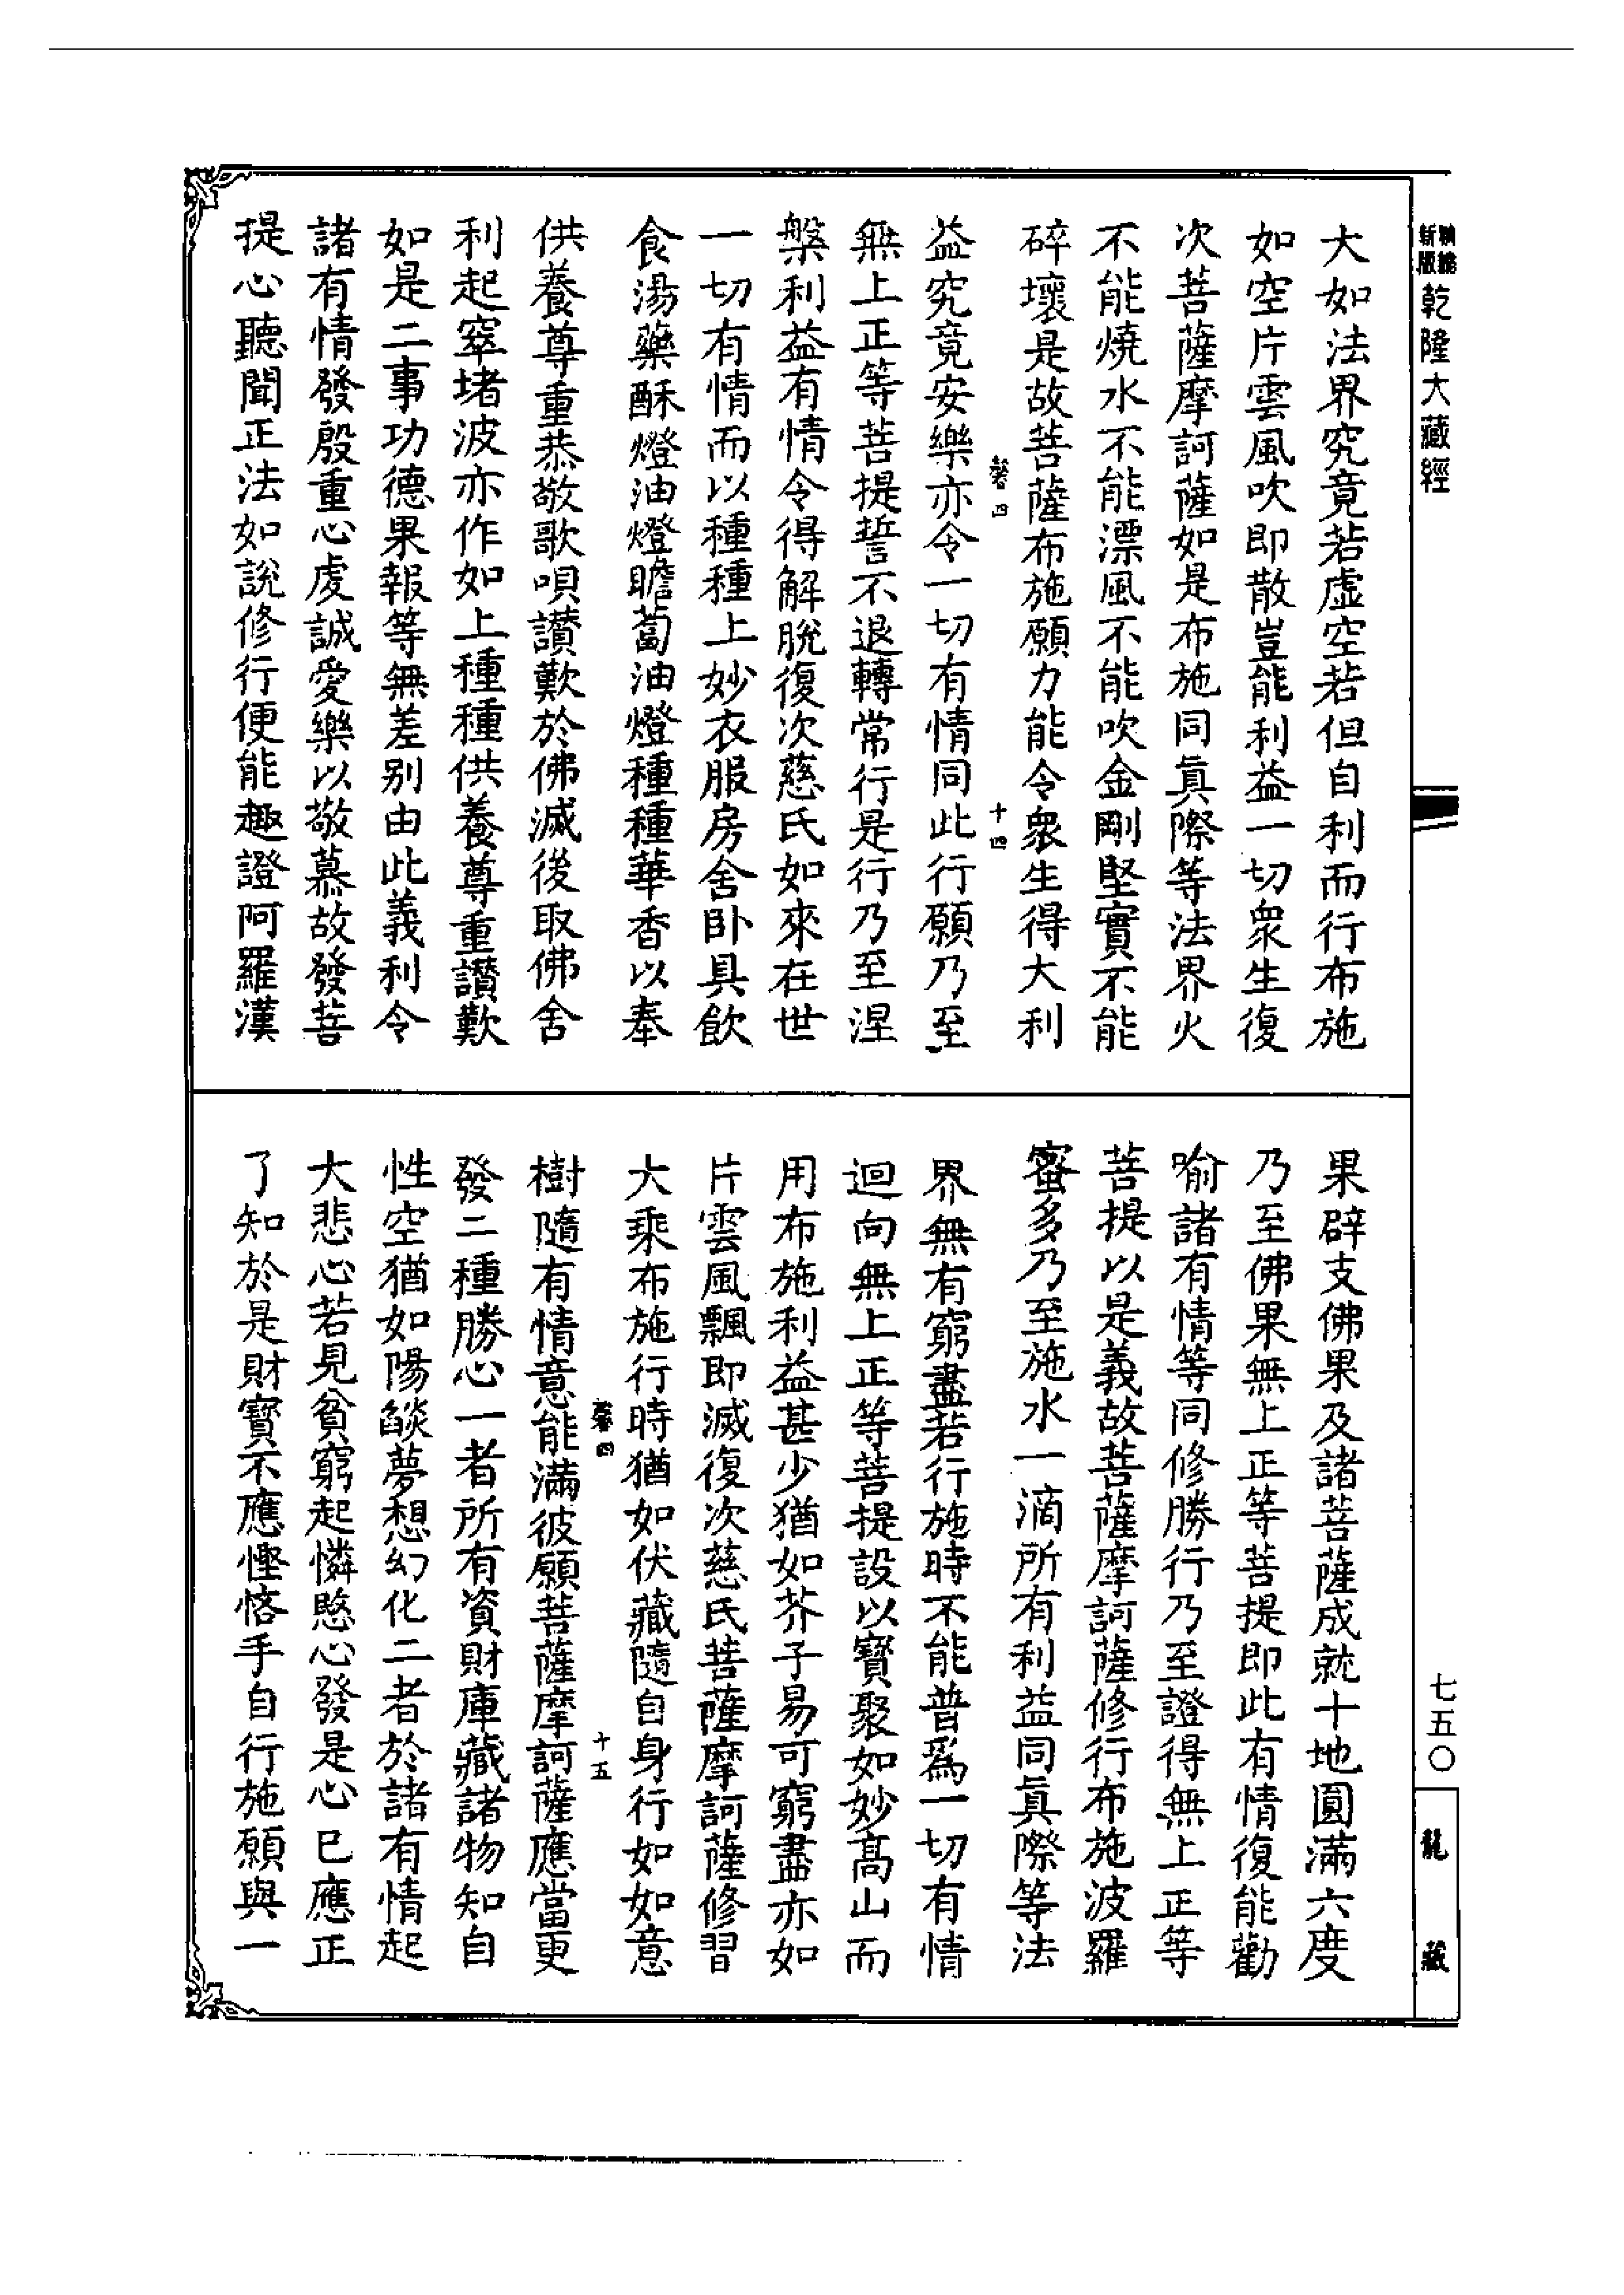 新版
乾隆大藏經
大如法界究竟若虛空若但自利而行布施
如空片雲風吹即散豈能利益一切眾生復
次菩薩摩訶薩如是布施同真際等法界火
不能燒水不能漂風不能吹金剛堅實不能
碎壞是故菩薩布施願力能令眾生得大利
馨四 十四
益究竟安樂亦令一切有情同此行願乃至
無上正等菩提誓不退轉常行是行乃至涅
槃利益有情令得解脫復次慈氏如來在世
一切有情而以種種上妙衣服房舍卧具飲
食湯藥酥燈油燈瞻蔔油燈種種華香以奉
供養尊重恭敬歌唄讚歎於佛滅後取佛舍
利起窣堵波亦作如上種種供養尊重讚歎
如是二事功德果報等無差别由此義利令
諸有情發殷重心虔誠愛樂以敬慕故發菩
提心聽聞正法如說修行便能趣證阿羅漢
果辟支佛果及諸菩薩成就十地圓滿六度
乃至佛果無上正等菩提即此有情復能勸
喻諸有情等同修勝行乃至證得無上正等
菩提以是義故菩薩摩訶薩修行布施波羅
蜜多乃至施水一滴所有利益同真際等法
界無有窮盡若行施時不能普爲一切有情
迴向無上正等菩提設以寶聚如妙高山而
用布施利益甚少猶如芥子易可窮盡亦如
片雲風飄即滅復次慈氏菩薩摩訶薩修習
大乘布施行時猶如伏藏隨自身行如如意
馨四 十五
樹隨有情意能滿彼願菩薩摩訶薩應當更
發二種勝心一者所有資財庫藏諸物知自
性空猶如陽燄夢想幻化二者於諸有情起
大悲心若見貧窮起憐愍心發是心已應正
了知於是財寶不應慳悋手自行施願與一
七五〇
龍藏